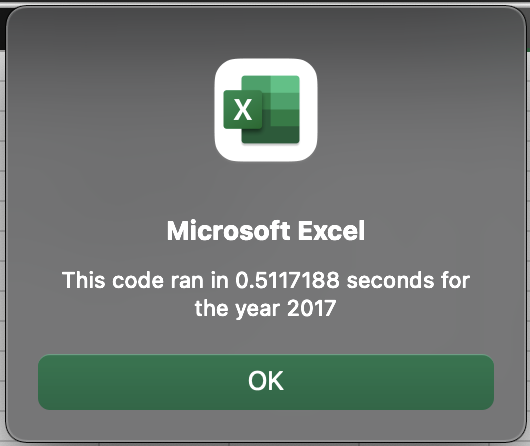 X
Microsoft Excel
This code ran in 0.5117188 seconds for
the year 2017
OK